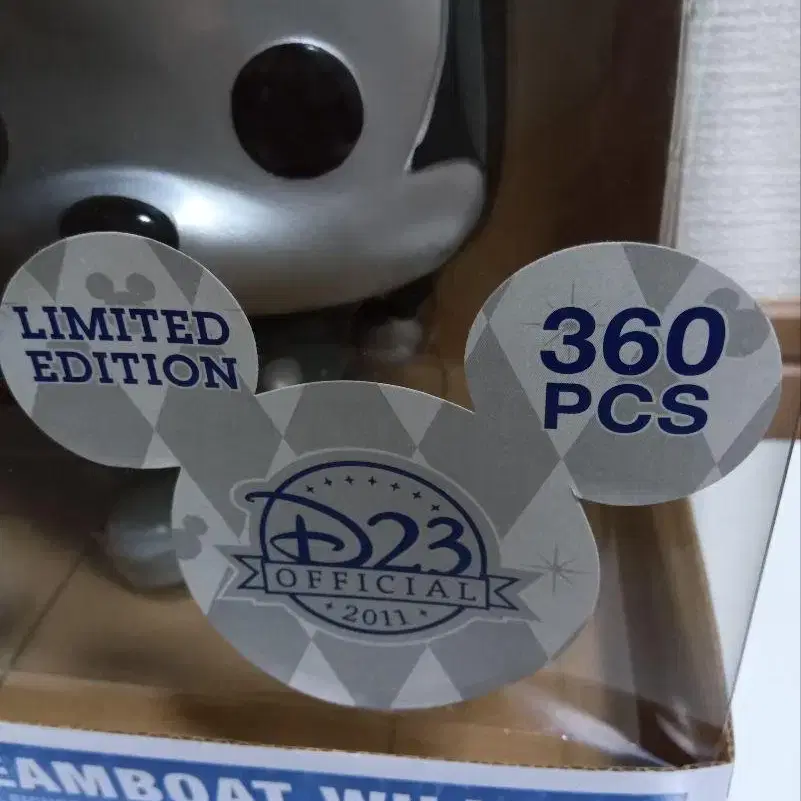 LIMITED
EDITION
360
PCS
D23
OFFICIAL
2011